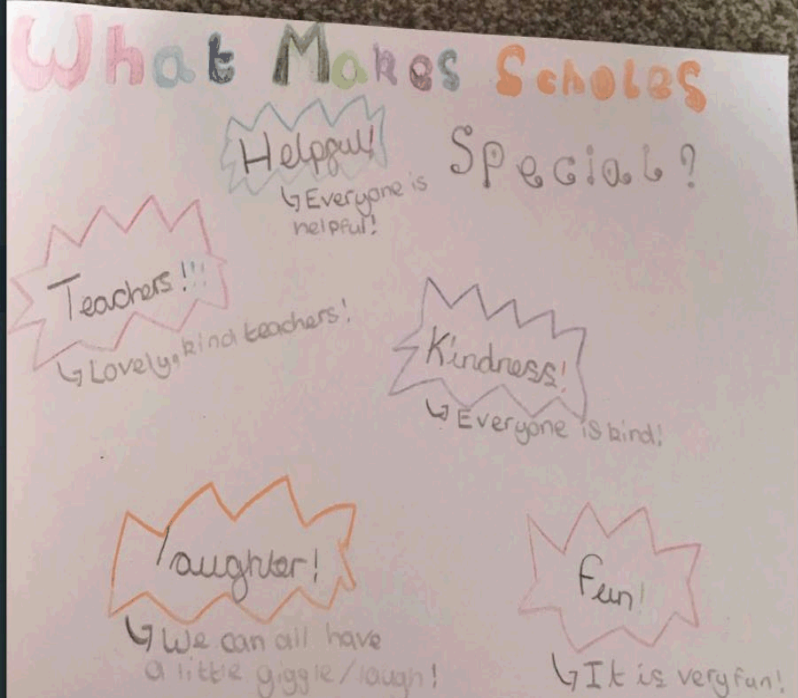 What Makes Scholes
Special?
Helpful!
↳ Everyone is
helpful!
Teachers!!!
↳ Lovely, kind teachers!
Kindness!
↳ Everyone is kind!
laughter!
↳ We can all have
a little giggle/laugh!
Fun!
↳ It is very fun!